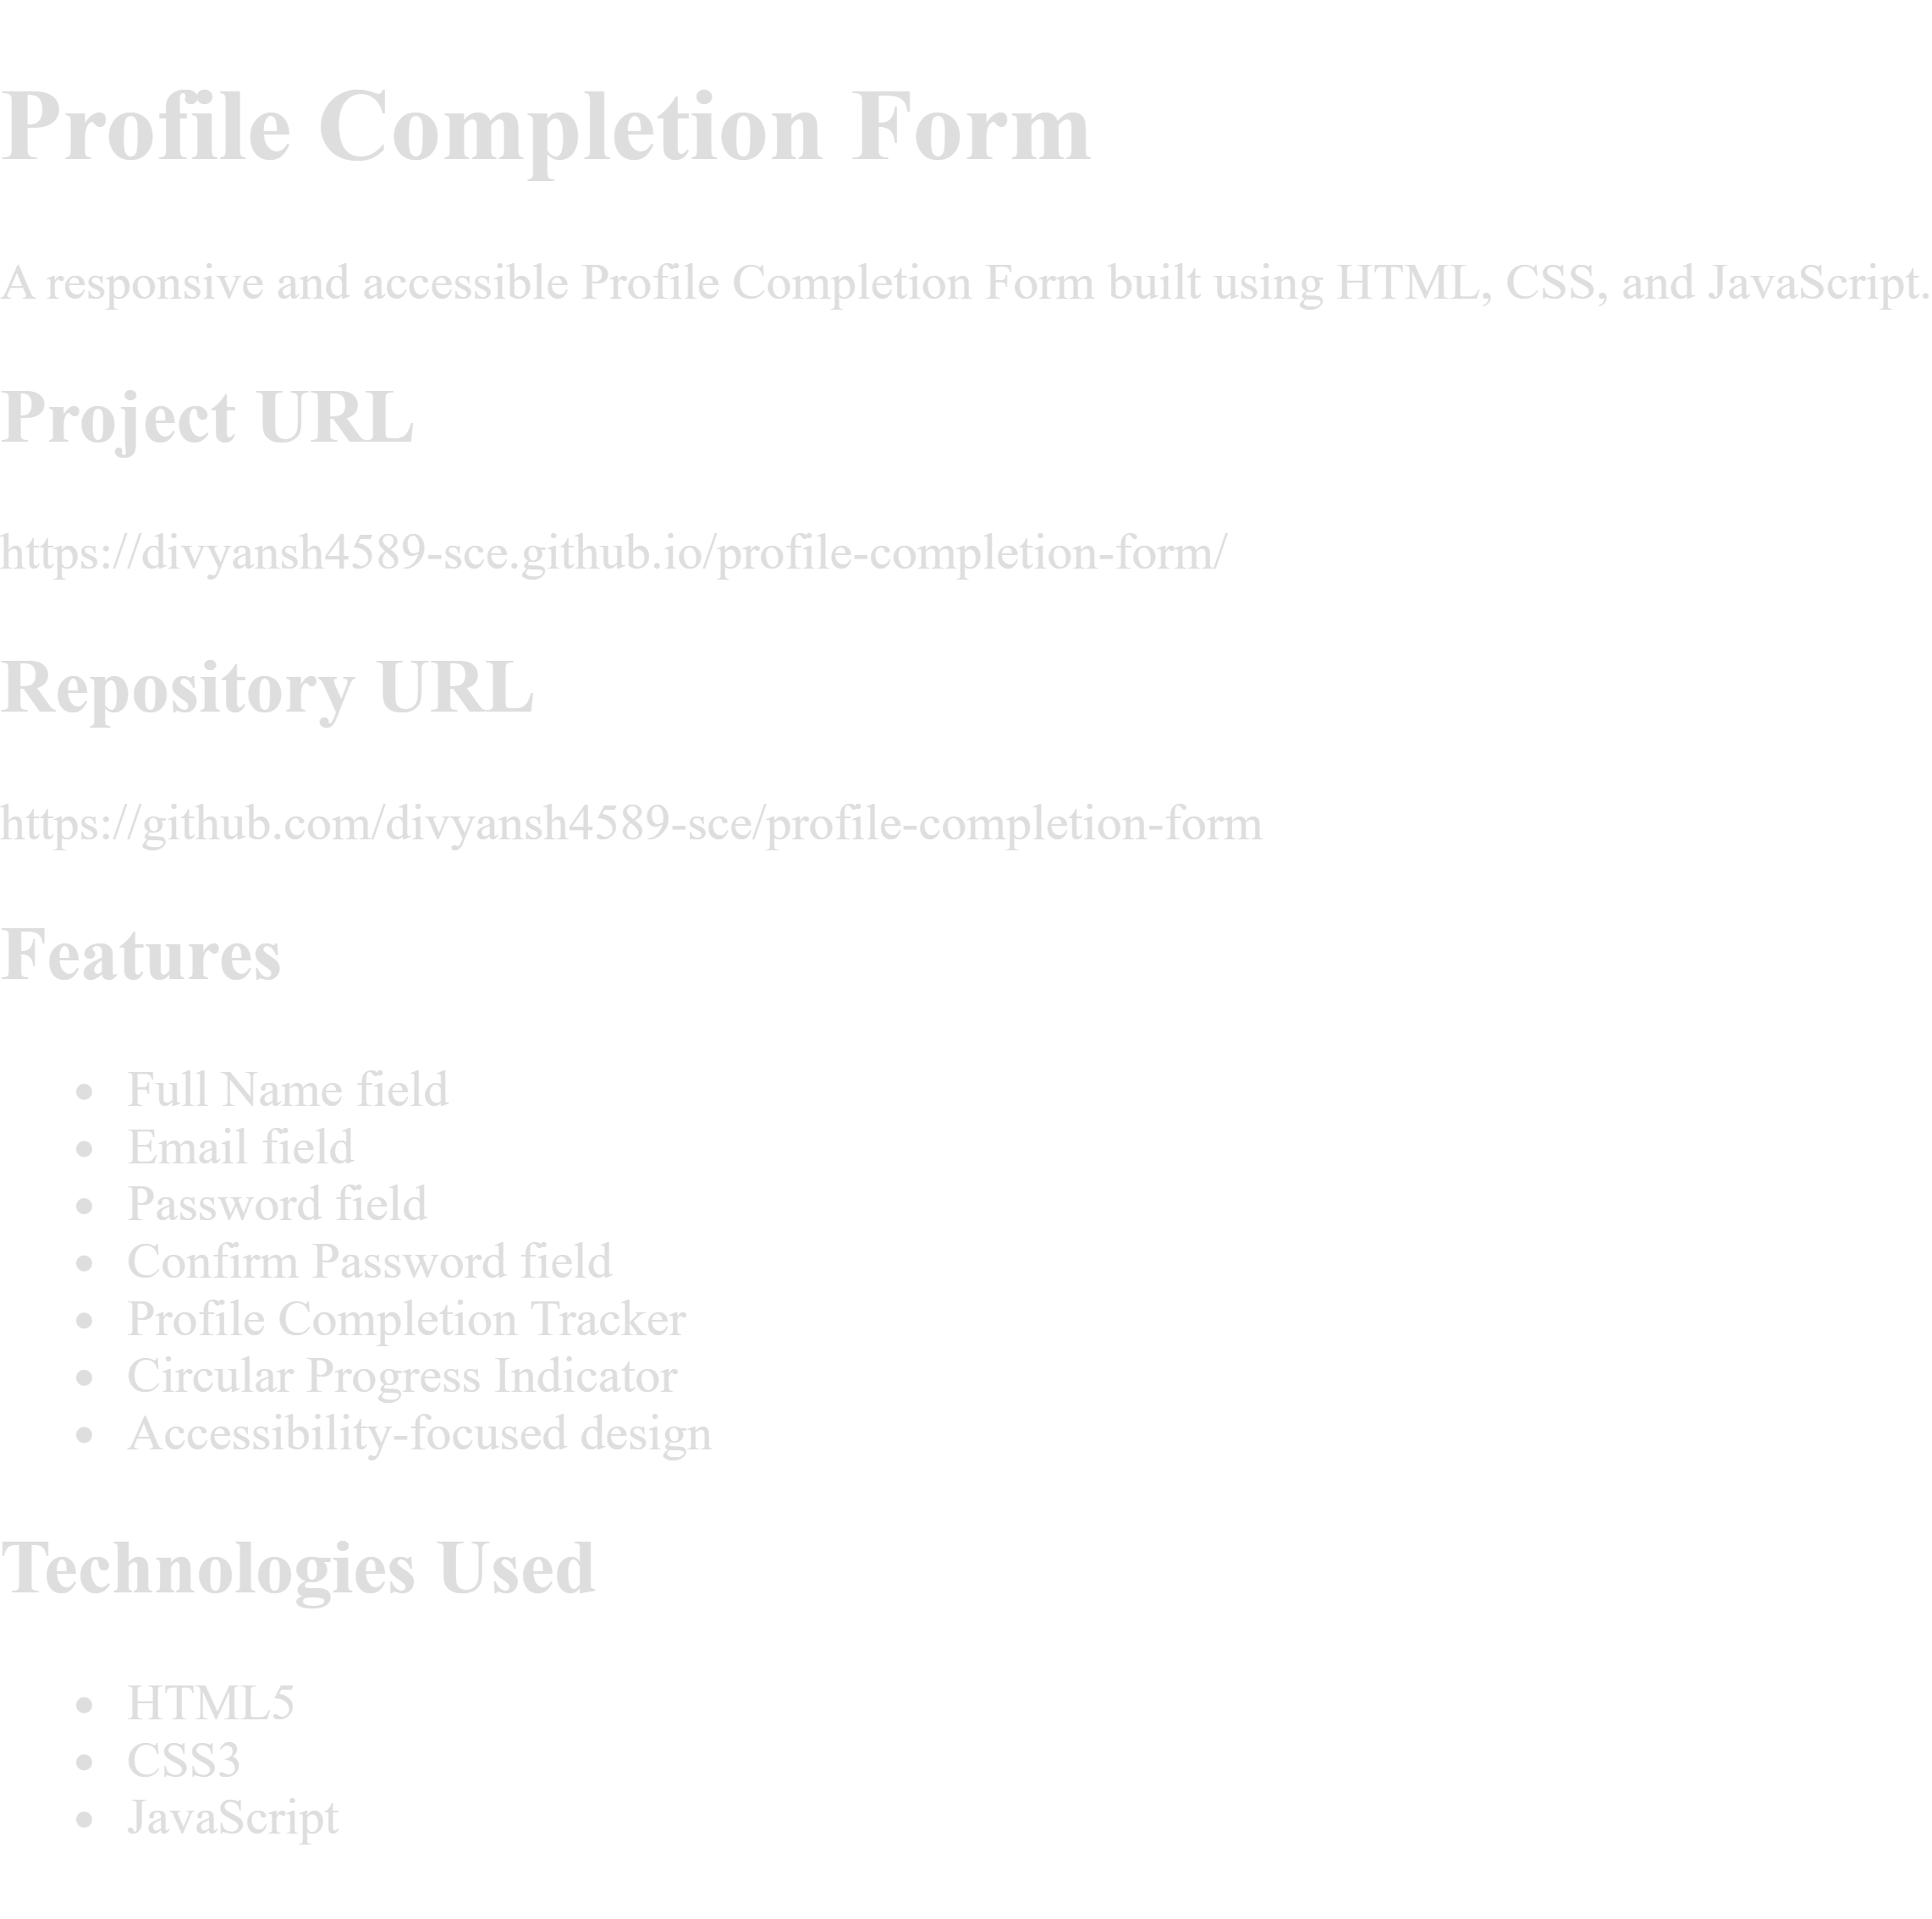 Profile Completion Form
A responsive and accessible Profile Completion Form built using HTML, CSS, and JavaScript.
Project URL
https://divyansh4589-sce.github.io/profile-completion-form/
Repository URL
https://github.com/divyansh4589-sce/profile-completion-form
Features
• Full Name field
• Email field
• Password field
• Confirm Password field
• Profile Completion Tracker
• Circular Progress Indicator
• Accessibility-focused design
Technologies Used
• HTML5
• CSS3
• JavaScript